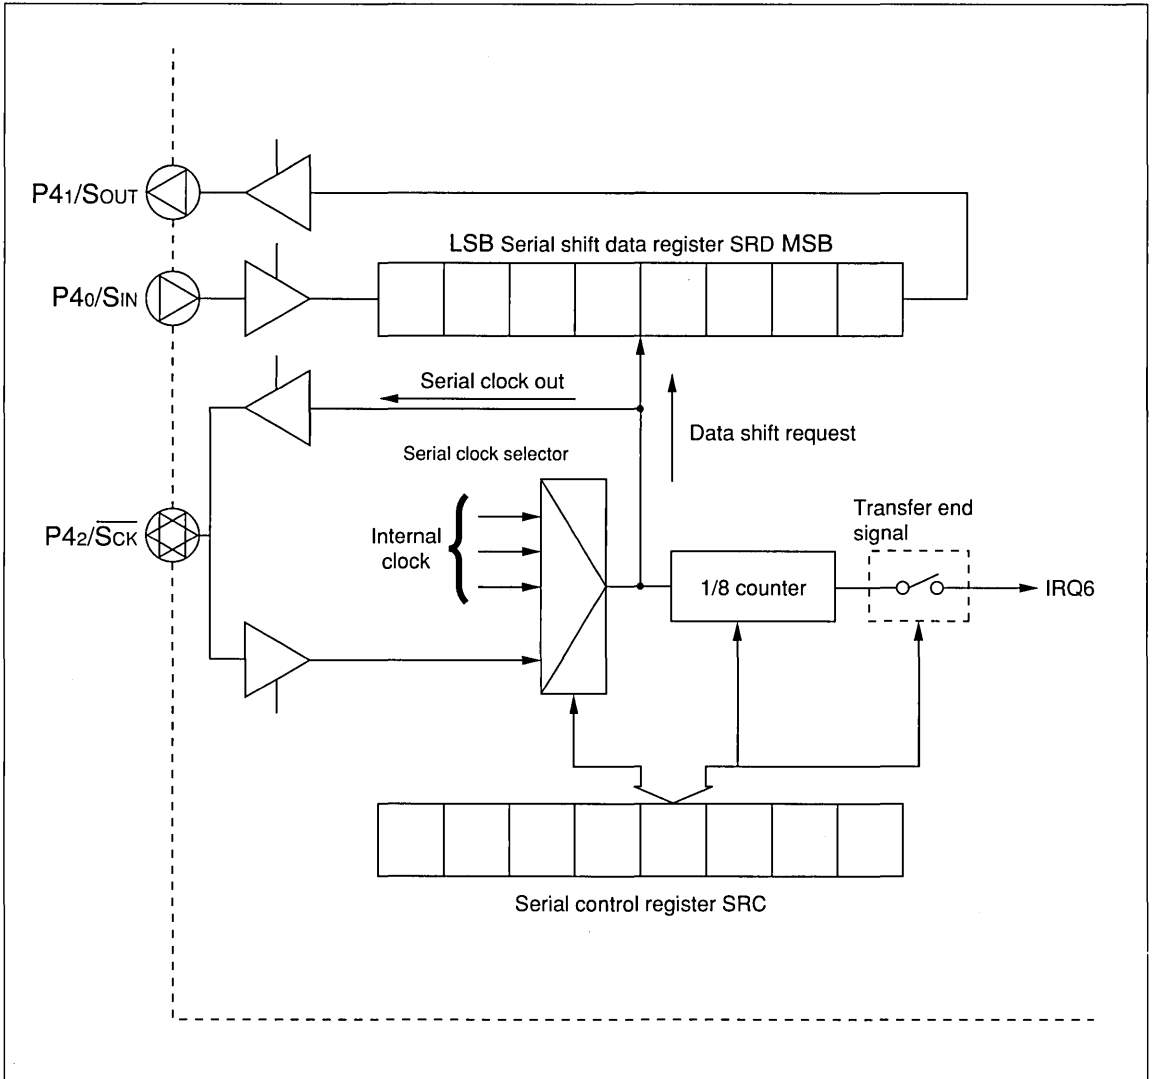 P41/SOUT
LSB Serial shift data register SRD MSB
P40/SIN
Serial clock out
Data shift request
Serial clock selector
Internal
clock
Transfer end
signal
P42/SCK
1/8 counter
IRQ6
Serial control register SRC